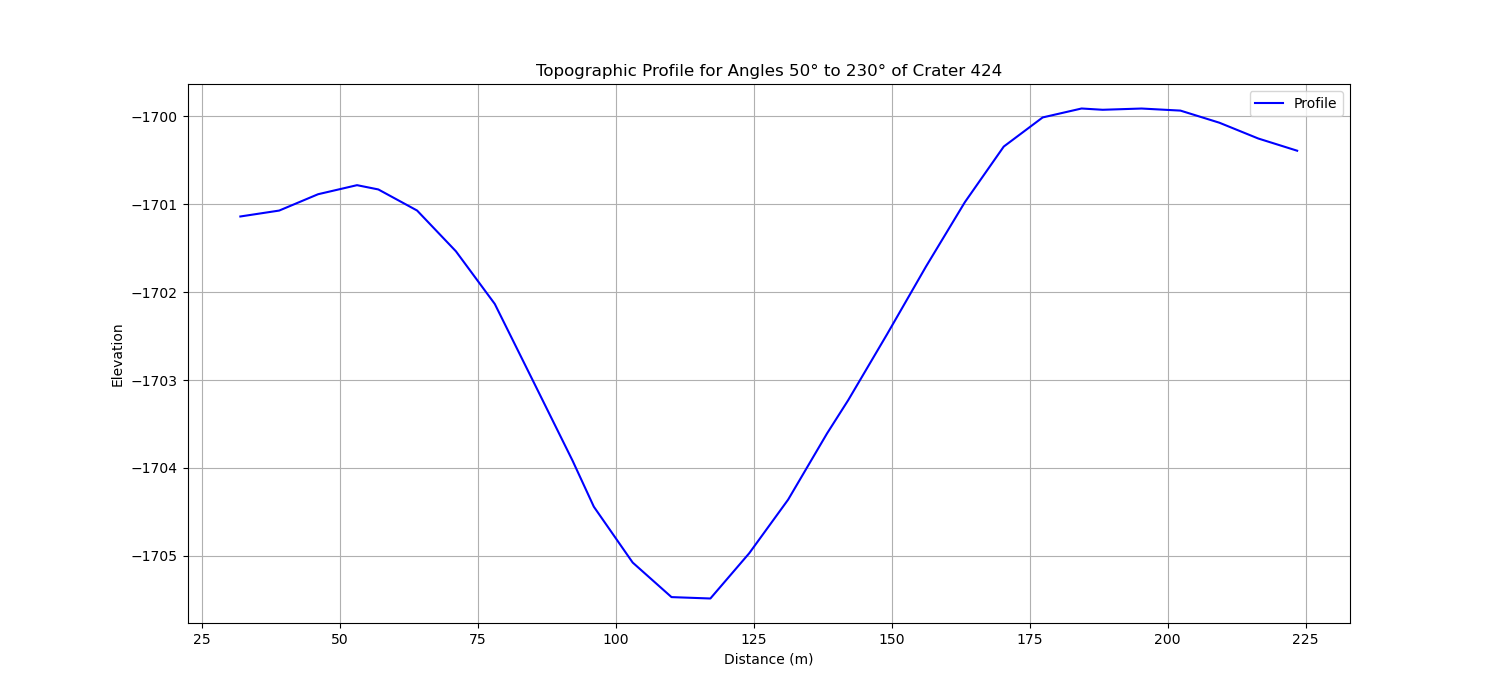 Topographic Profile for Angles 50° to 230° of Crater 424
Profile
Elevation
−1700
−1701
−1702
−1703
−1704
−1705
25 50 75 100 125 150 175 200 225
Distance (m)